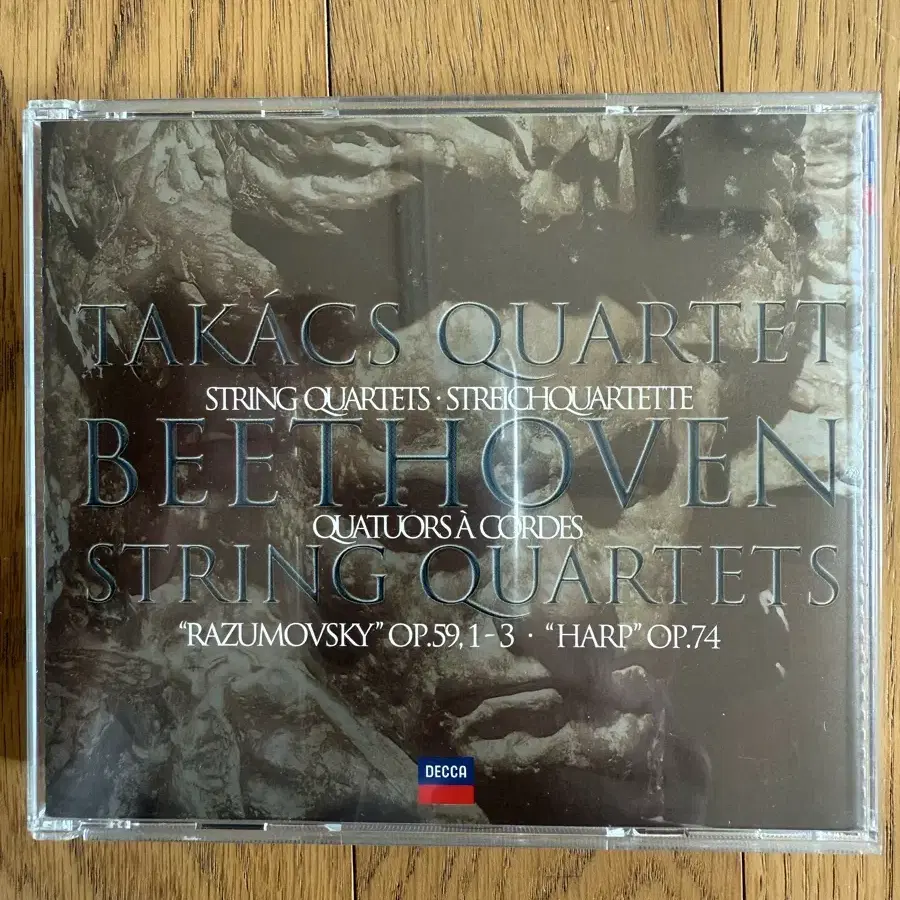 TAKÁCS QUARTET
STRING QUARTETS · STREICHQUARTETTE
BEETHOVEN
QUATUORS À CORDES
STRING QUARTETS
“RAZUMOVSKY” OP.59, 1-3 · “HARP” OP.74
DECCA